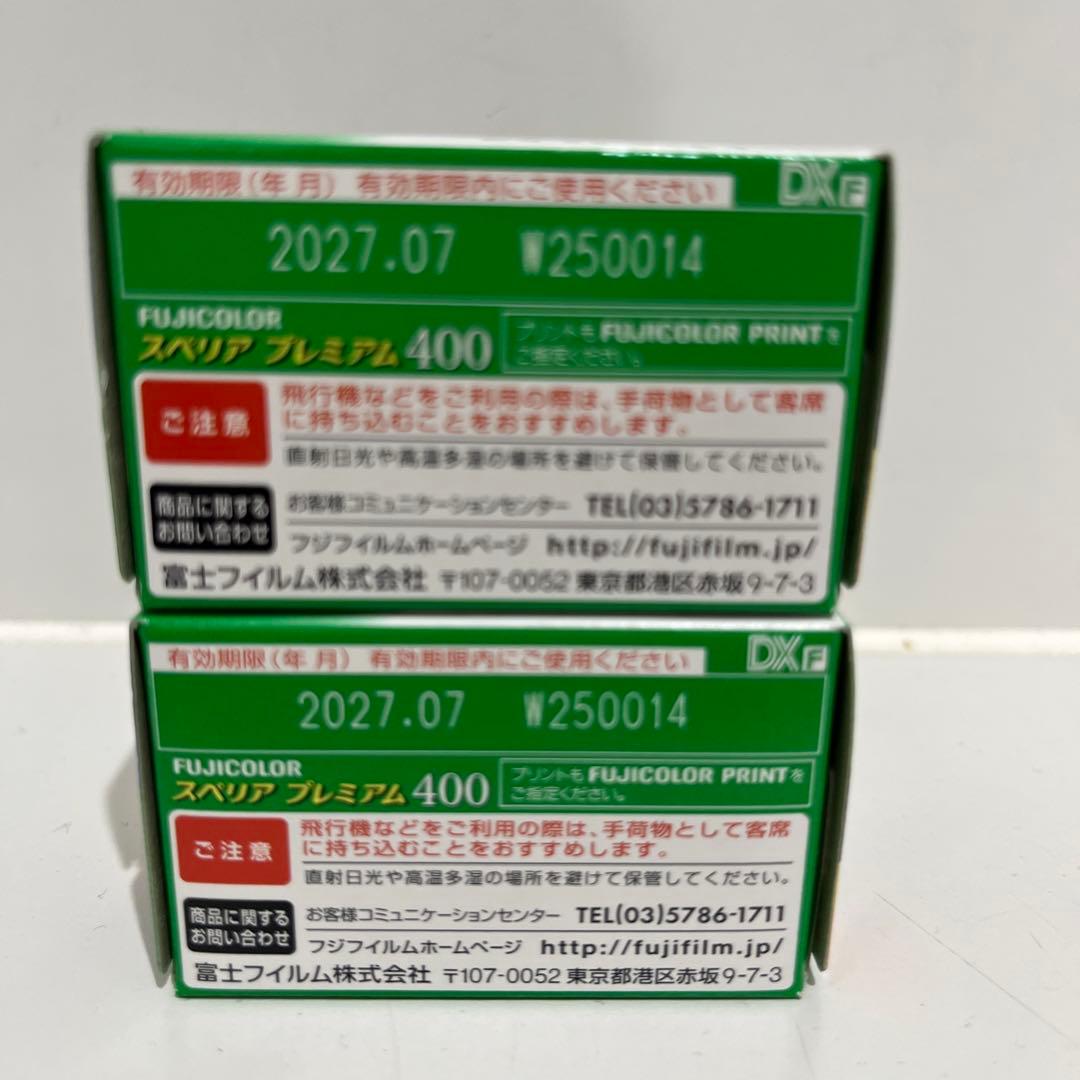 有効期限(年 月) 有効期限内にご使用ください
DXF
2027.07 W250014
FUJICOLOR
スペリア プレミアム 400
プリントも FUJICOLOR PRINT を
ご指定ください。
ご注意
飛行機などをご利用の際は、手荷物として客席
に持ち込むことをおすすめします。
直射日光や高温多湿の場所を避けて保管してください。
商品に関する
お問い合わせ
お客様コミュニケーションセンター TEL(03)5786-1711
フジフイルムホームページ http://fujifilm.jp/
富士フイルム株式会社 〒107-0052 東京都港区赤坂9-7-3
有効期限(年 月) 有効期限内にご使用ください
DXF
2027.07 W250014
FUJICOLOR
スペリア プレミアム 400
プリントも FUJICOLOR PRINT を
ご指定ください。
ご注意
飛行機などをご利用の際は、手荷物として客席
に持ち込むことをおすすめします。
直射日光や高温多湿の場所を避けて保管してください。
商品に関する
お問い合わせ
お客様コミュニケーションセンター TEL(03)5786-1711
フジフイルムホームページ http://fujifilm.jp/
富士フイルム株式会社 〒107-0052 東京都港区赤坂9-7-3